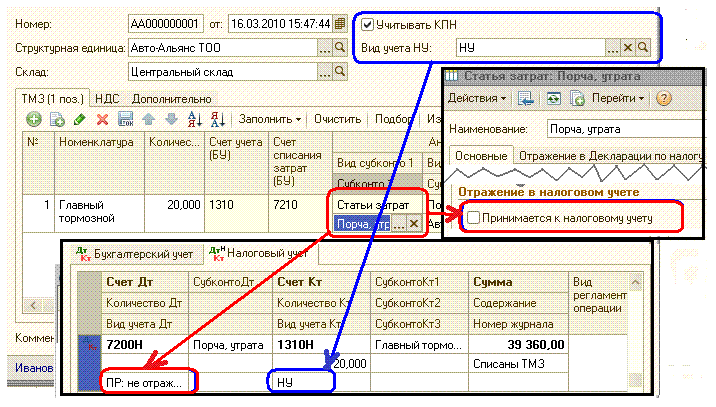 Номер: АА000000001 от: 16.03.2010 15:47:44
Учитывать КПН
Структурная единица: Авто-Альянс ТОО
Вид учета НУ: НУ
Склад: Центральный склад
Статья затрат: Порча, утрата
Действия Перейти
Наименование: Порча, утрата
Основные Отражение в Декларации по налогу
Отражение в налоговом учете
Принимается к налоговому учету
ТМЗ (1 поз.) НДС Дополнительно
Заполнить Очистить Подбор Из
№ Номенклатура Количес... Счет учета (БУ) Счет списания затрат (БУ) Ан
Вид субконто 1
Субконто
1 Главный тормозной 20,000 1310 7210 Статьи затрат
Порча, утр ...
Бухгалтерский учет Налоговый учет
Счет Дт СубконтоДт Счет Кт СубконтоКт1 Сумма Вид регламент операции
Количество Дт Количество Кт СубконтоКт2 Содержание
Вид учета Дт Вид учета Кт СубконтоКт3 Номер журнала
7200Н Порча, утрата 1310Н Главный тормо... 39 360,00
20,000 Списаны ТМЗ
ПР: не отраж... НУ
Коммен
Иванов